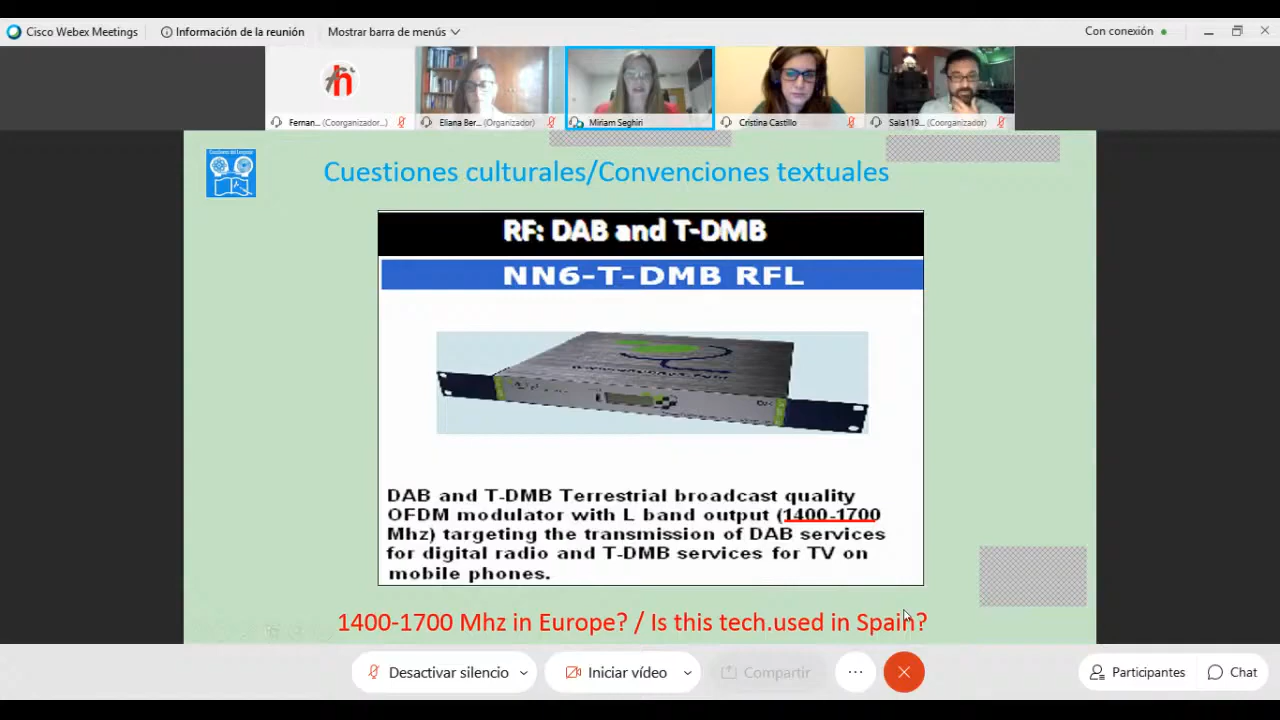 Cisco Webex Meetings
Información de la reunión
Mostrar barra de menús
Con conexión
h
Fernan... (Coorganizador...
Eliana Ber... (Organizador)
Miriam Seghiri
Cristina Castillo
Sala119... (Coorganizador)
Cuestiones culturales/Convenciones textuales
RF: DAB and T-DMB
NN6-T-DMB RFL
DAB and T-DMB Terrestrial broadcast quality
OFDM modulator with L band output (1400-1700
Mhz) targeting the transmission of DAB services
for digital radio and T-DMB services for TV on
mobile phones.
1400-1700 Mhz in Europe? / Is this tech.used in Spain?
Desactivar silencio
Iniciar vídeo
Compartir
Participantes
Chat